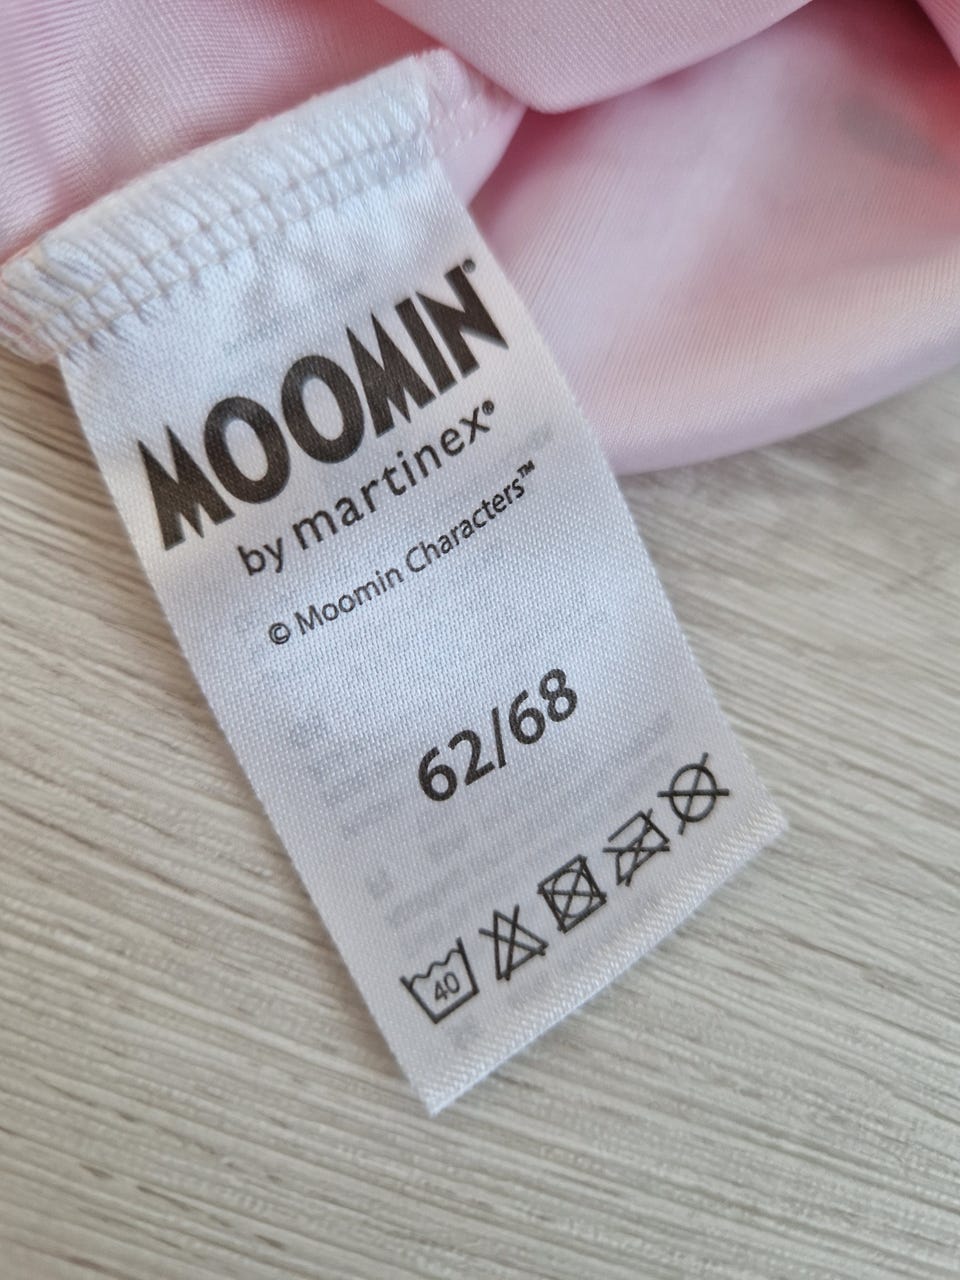 MOOMIN®
by martinex®
© Moomin Characters™
62/68
40